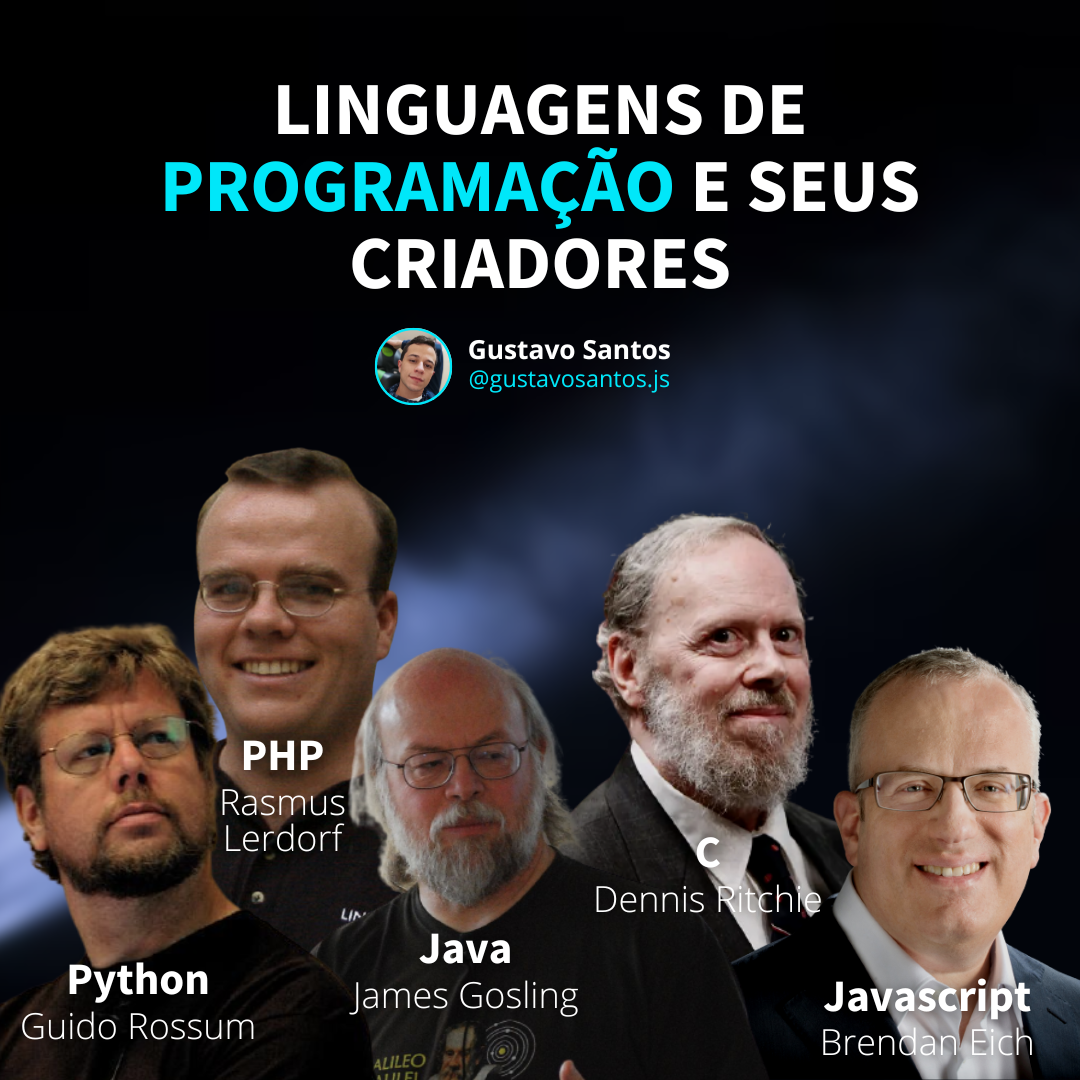 LINGUAGENS DE
PROGRAMAÇÃO E SEUS
CRIADORES
Gustavo Santos
@gustavosantos.js
PHP
Rasmus
Lerdorf
C
Dennis Ritchie
Java
James Gosling
Python
Guido Rossum
Javascript
Brendan Eich